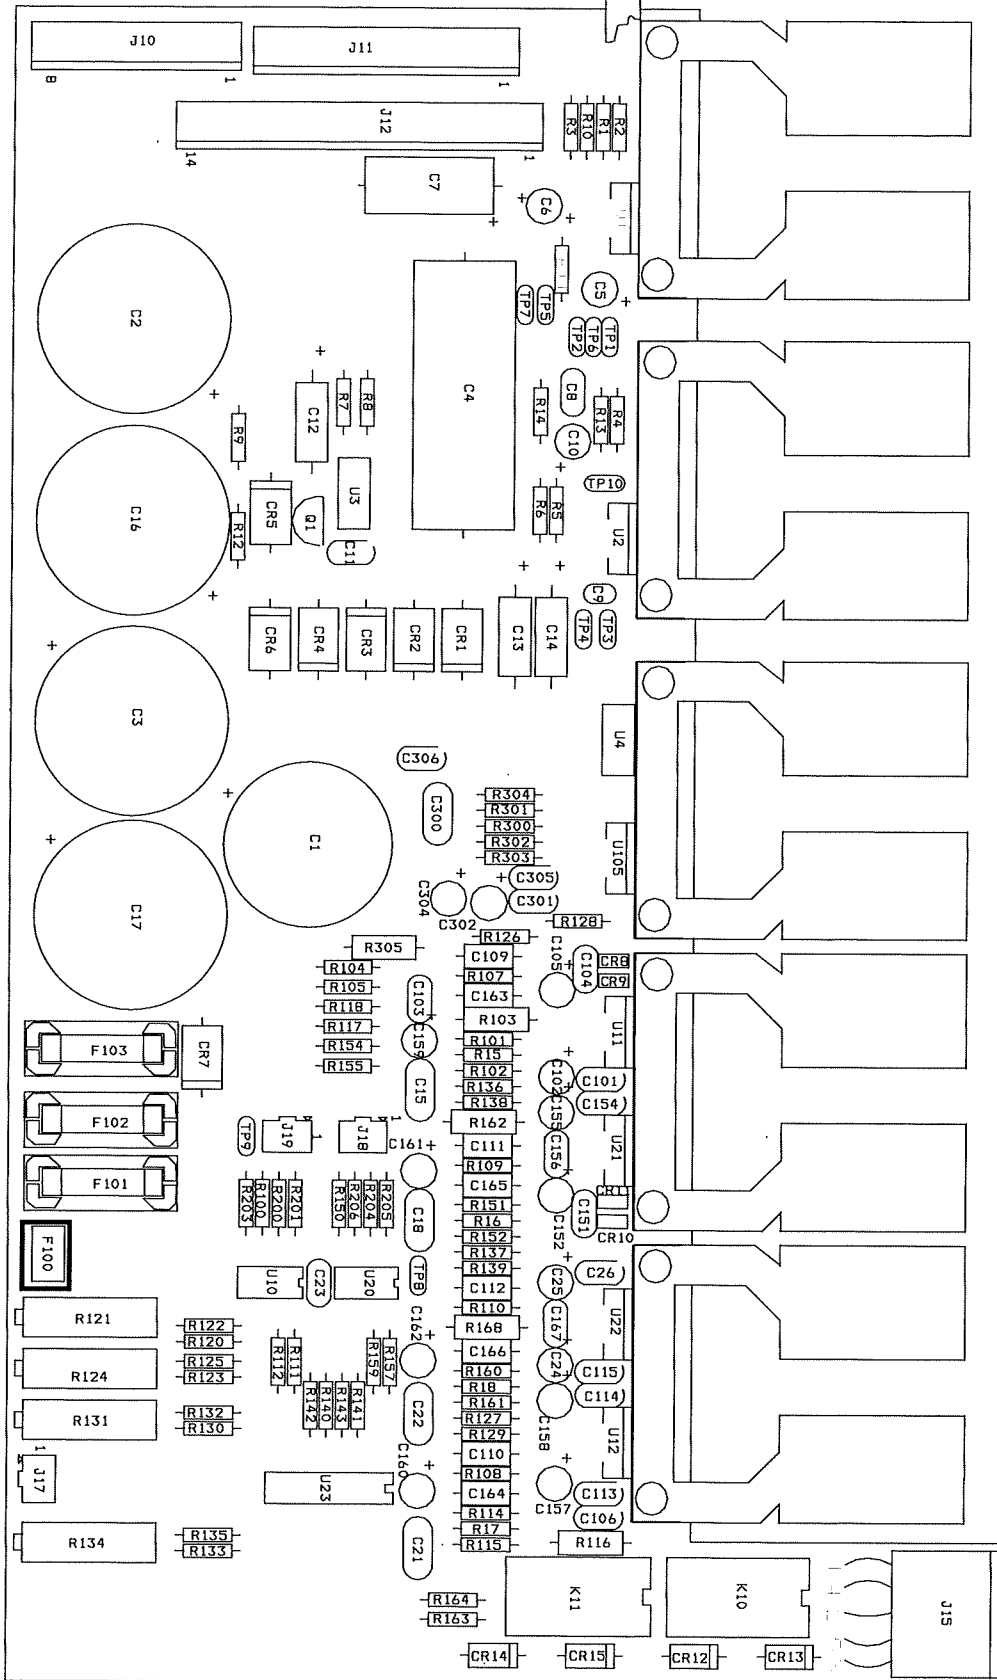 J10
J11
8
1
1
J12
14
1
R3
R10
R1
R2
C7
+
C6
+
+
C5
+
TP7
TP5
TP2
TP6
TP1
C2
+
C4
C8
R14
R13
R4
C10
+
TP10
+
C12
R7
R8
R9
U3
CR5
Q1
C11
R12
C16
+
R6
R5
U2
+
+
C9
TP4
TP3
CR6
CR4
CR3
CR2
CR1
C13
C14
+
C3
U4
C306
C300
R304
R301
R300
R302
R303
U105
+
C1
+
C17
+
C304
+
C302
C305
C301
R128
R126
R305
C109
C105
+
C104
CR8
CR9
R104
R107
R105
C163
R118
C103
R103
U11
R117
+
C159
R101
R154
R15
R155
R102
+
C102
C101
F103
CR7
C15
R136
R138
+
C155
C154
F102
TP9
J19
1
J18
1
R162
U21
C161
+
C111
C156
R109
+
F101
C165
CR11
R203
R100
R200
R201
R150
R206
R204
R205
C18
R151
C152
C151
R16
CR10
F100
R152
R137
R139
+
C25
C26
U10
C23
U20
TP8
C112
R110
U22
R121
R122
C162
+
R168
C167
+
R120
C166
R125
R112
R111
R159
R157
C24
C115
R124
R123
R160
R18
C114
R142
R140
R143
R141
C22
R161
C158
R131
R132
R127
R130
R129
U12
C110
1
J17
U23
C160
+
R108
C164
C157
C113
R114
C106
R134
R135
R17
R133
C21
R115
R116
R164
R163
K11
K10
J15
CR14
CR15
CR12
CR13